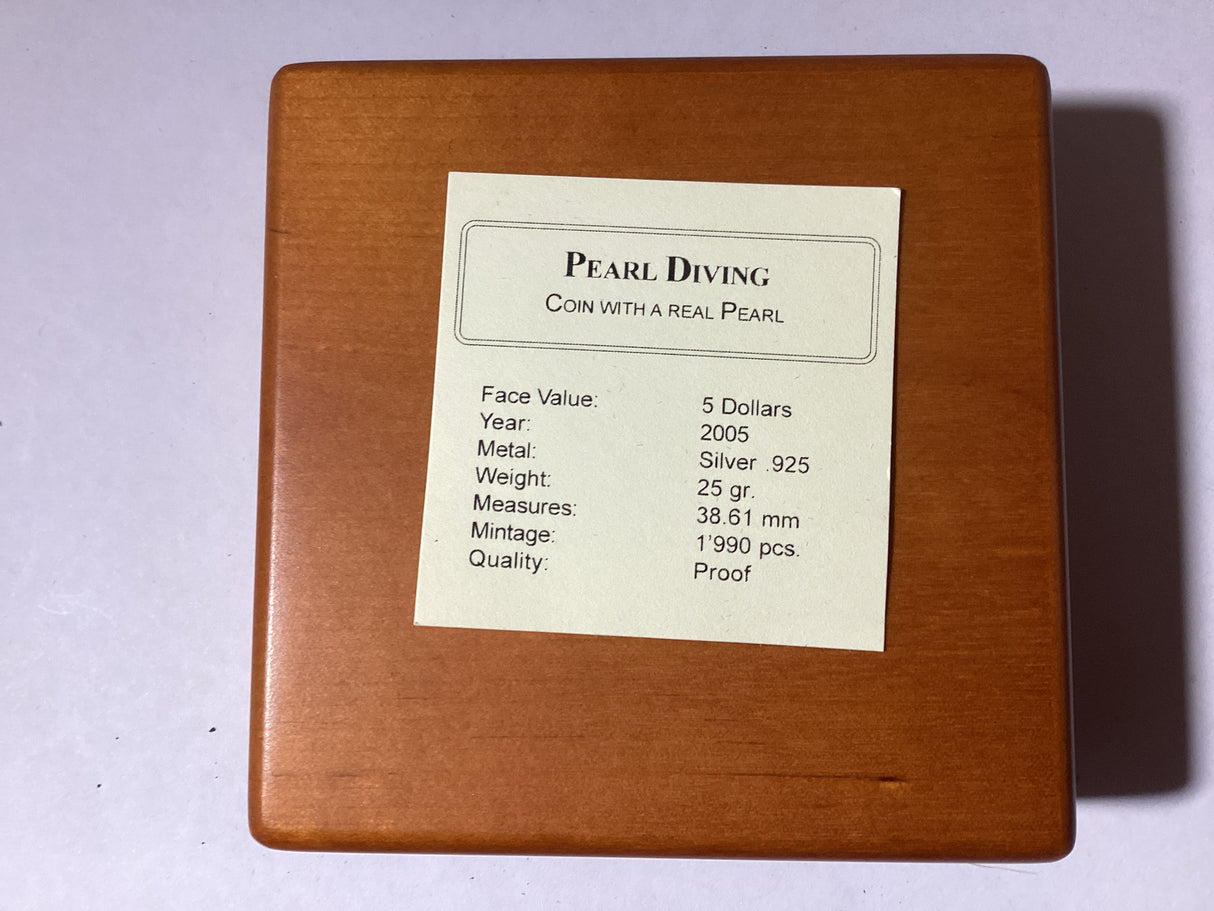 PEARL DIVING
COIN WITH A REAL PEARL
Face Value: 5 Dollars
Year: 2005
Metal: Silver .925
Weight: 25 gr.
Measures: 38.61 mm
Mintage: 1'990 pcs.
Quality: Proof